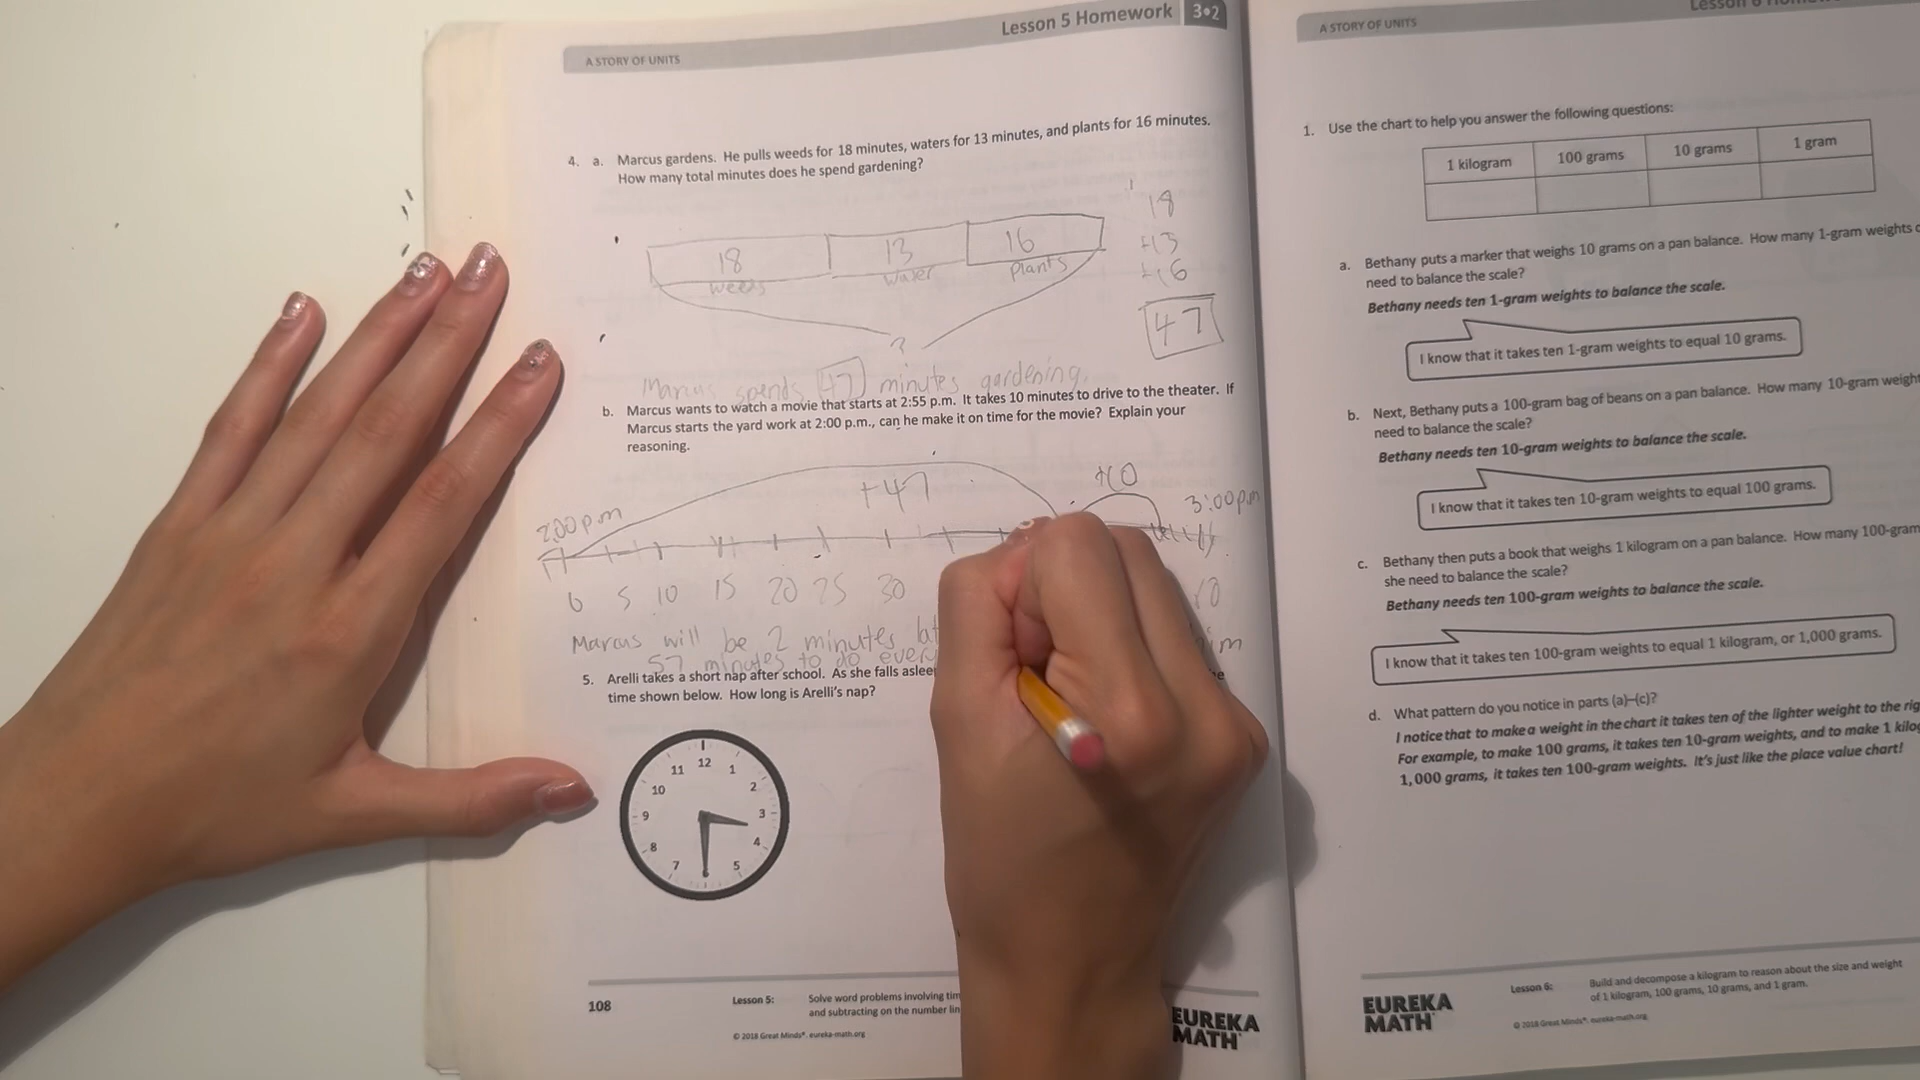 Lesson 5 Homework 3•2
A STORY OF UNITS
4. a. Marcus gardens. He pulls weeds for 18 minutes, waters for 13 minutes, and plants for 16 minutes.
How many total minutes does he spend gardening?
1
18
+13
+16
47
18 13 16
weeds water plants
?
Marcus spends 47 minutes gardening.
b. Marcus wants to watch a movie that starts at 2:55 p.m. It takes 10 minutes to drive to the theater. If
Marcus starts the yard work at 2:00 p.m., can he make it on time for the movie? Explain your
reasoning.
+47 +10
2:00 p.m 3:00 p.m
0 5 10 15 20 25 30
Marcus will be 2 minutes
57 minutes to do
5. Arelli takes a short nap after school. As she falls
time shown below. How long is Arelli's nap?
12 1 2 3 4 5 7 8 9 10 11
108
Lesson 5: Solve word problems involving
and subtracting on the number
© 2018 Great Minds®. eureka-math.org
EUREKA
MATH
A STORY OF UNITS
Lesson 6
1. Use the chart to help you answer the following questions:
1 kilogram 100 grams 10 grams 1 gram
a. Bethany puts a marker that weighs 10 grams on a pan balance. How many 1-gram weights
need to balance the scale?
Bethany needs ten 1-gram weights to balance the scale.
I know that it takes ten 1-gram weights to equal 10 grams.
b. Next, Bethany puts a 100-gram bag of beans on a pan balance. How many 10-gram weight
need to balance the scale?
Bethany needs ten 10-gram weights to balance the scale.
I know that it takes ten 10-gram weights to equal 100 grams.
c. Bethany then puts a book that weighs 1 kilogram on a pan balance. How many 100-gram
she need to balance the scale?
Bethany needs ten 100-gram weights to balance the scale.
I know that it takes ten 100-gram weights to equal 1 kilogram, or 1,000 grams.
d. What pattern do you notice in parts (a)–(c)?
I notice that to make a weight in the chart it takes ten of the lighter weight to the
For example, to make 100 grams, it takes ten 10-gram weights, and to make 1
1,000 grams, it takes ten 100-gram weights. It's just like the place value chart!
Lesson 6: Build and decompose a kilogram to reason about the size and weight
of 1 kilogram, 100 grams, 10 grams, and 1 gram.
© 2018 Great Minds®. eureka-math.org
EUREKA
MATH